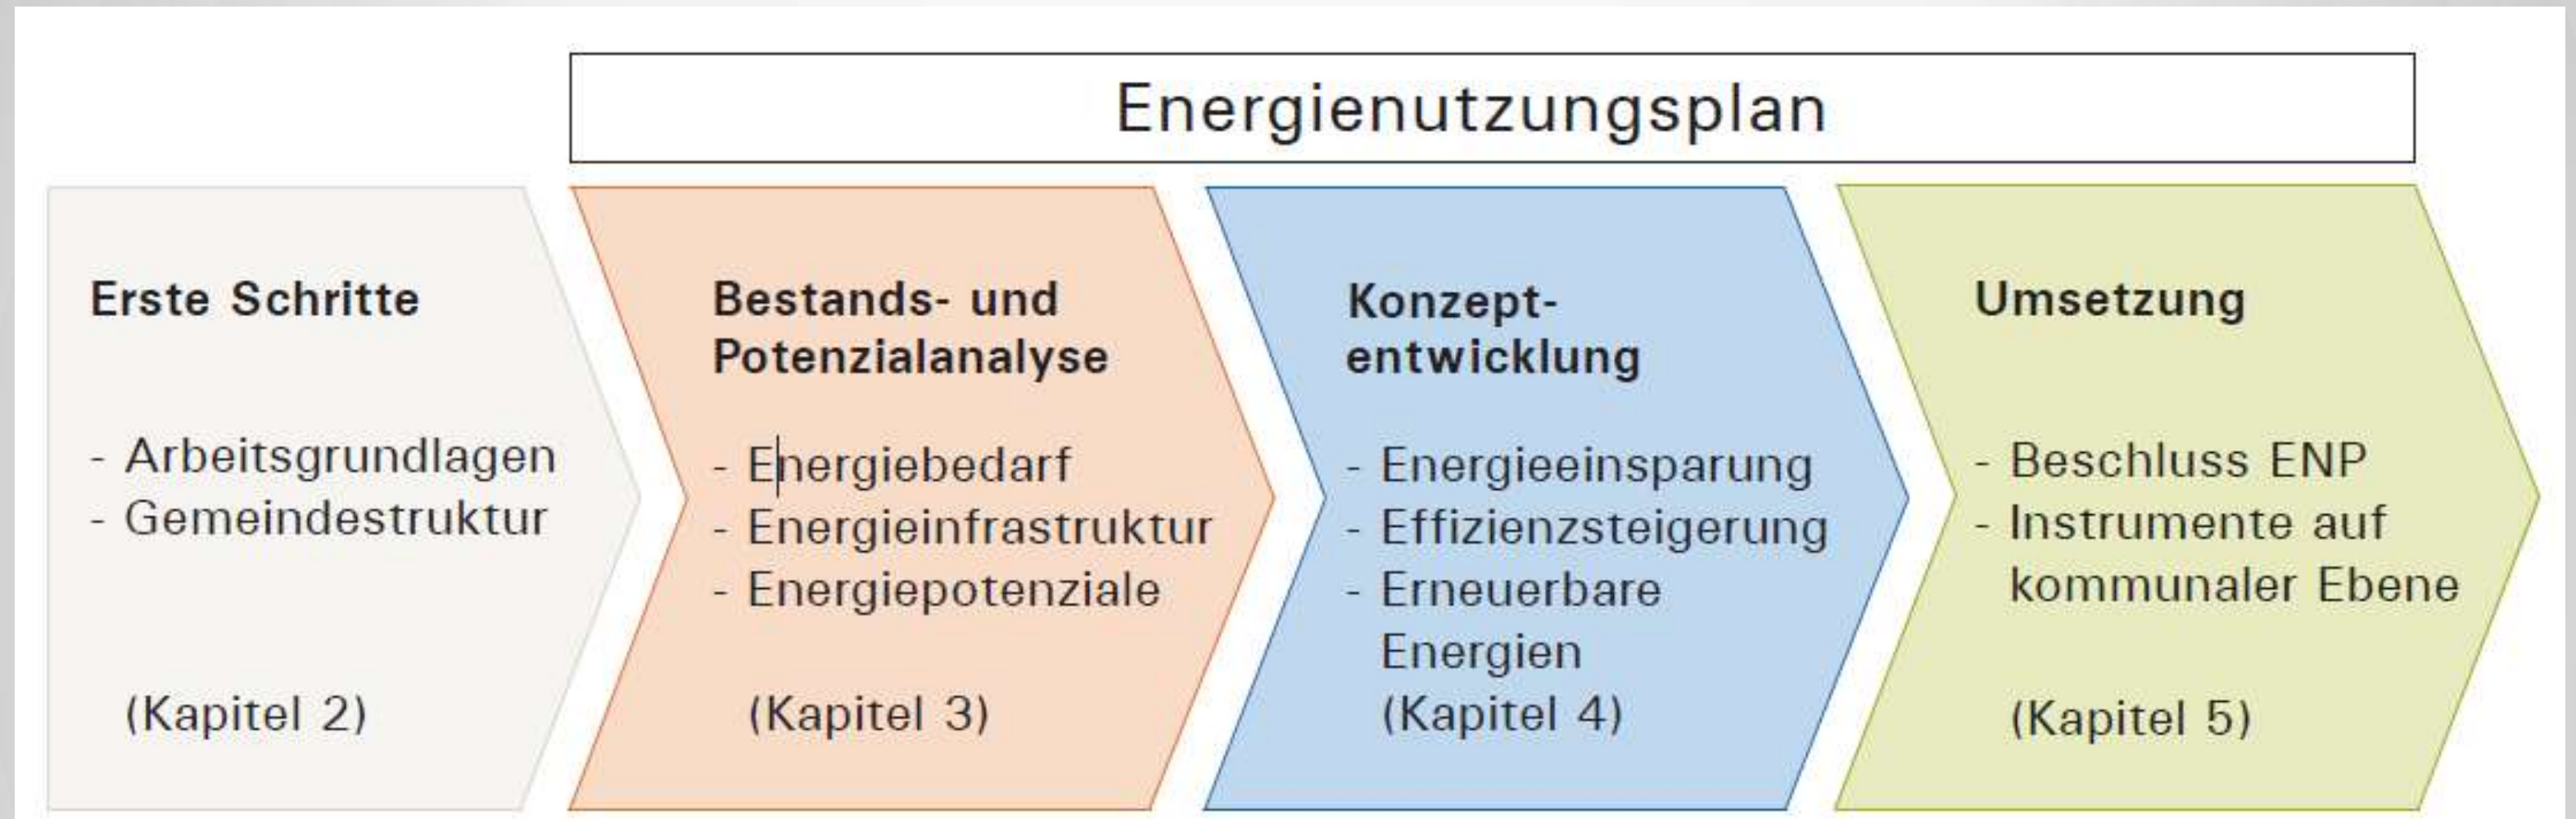 Energienutzungsplan
Erste Schritte
- Arbeitsgrundlagen
- Gemeindestruktur
(Kapitel 2)
Bestands- und
Potenzialanalyse
- Energiebedarf
- Energieinfrastruktur
- Energiepotenziale
(Kapitel 3)
Konzept-
entwicklung
- Energieeinsparung
- Effizienzsteigerung
- Erneuerbare
Energien
(Kapitel 4)
Umsetzung
- Beschluss ENP
- Instrumente auf
kommunaler Ebene
(Kapitel 5)